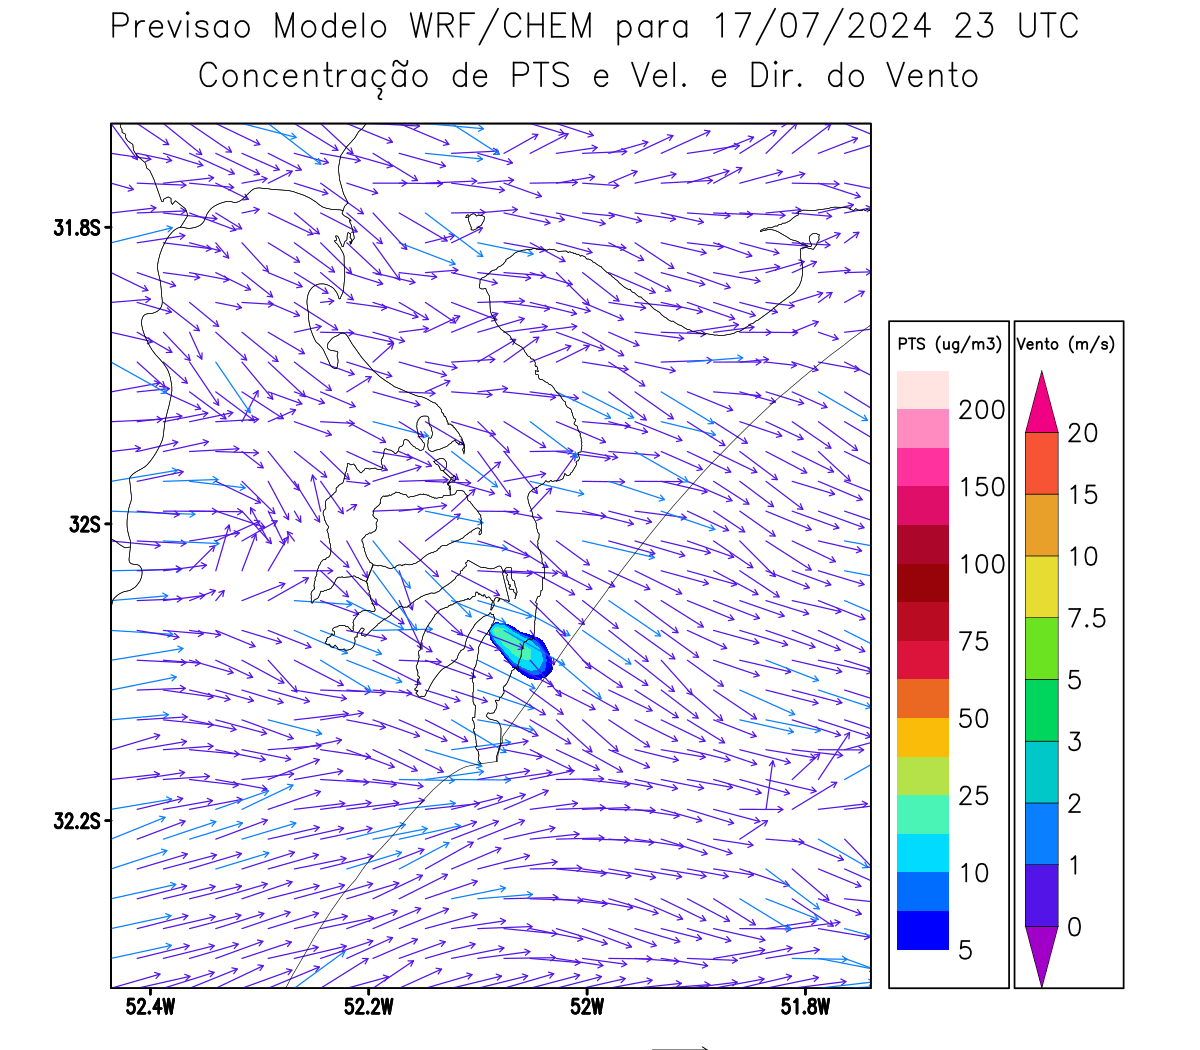 Previsao Modelo WRF/CHEM para 17/07/2024 23 UTC
Concentração de PTS e Vel. e Dir. do Vento
31.8S
32S
32.2S
52.4W
52.2W
52W
51.8W
PTS (ug/m3)
200
150
100
75
50
25
10
5
Vento (m/s)
20
15
10
7.5
5
3
2
1
0